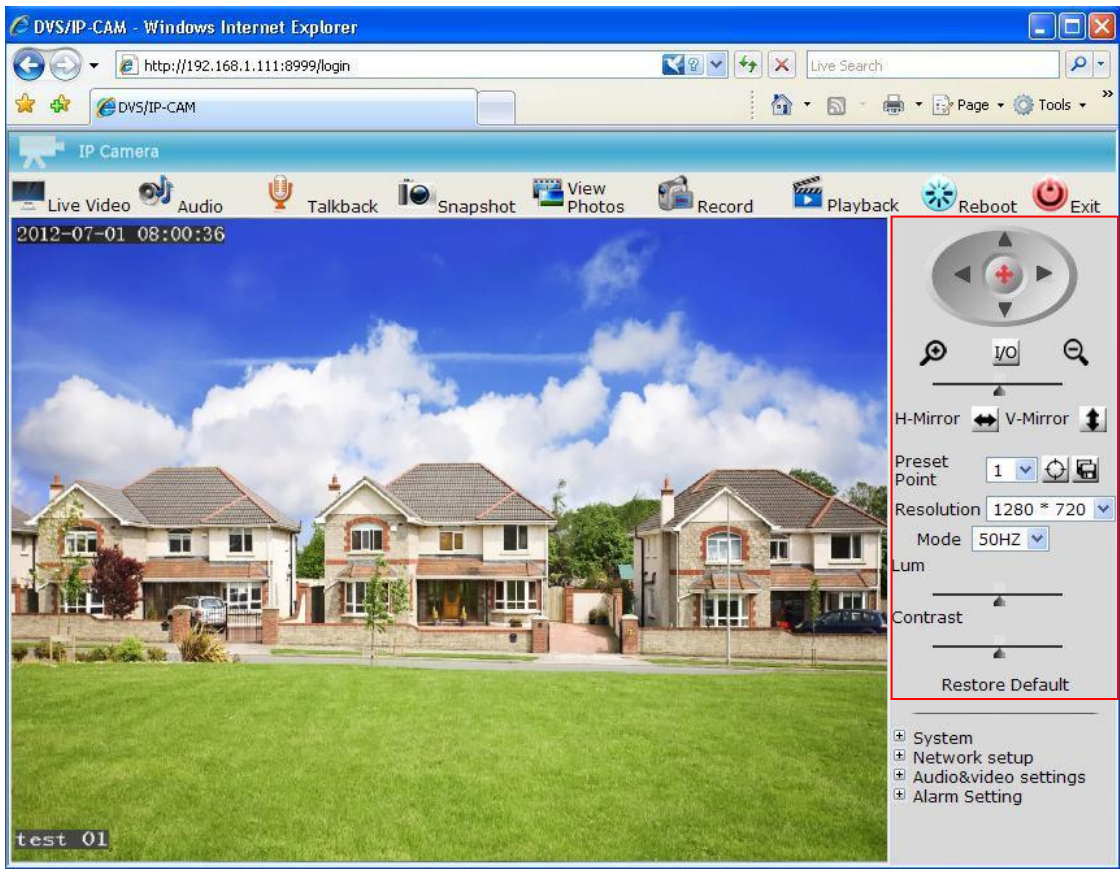 DVS/IP-CAM - Windows Internet Explorer
http://192.168.1.111:8999/login
Live Search
DVS/IP-CAM
Page
Tools
IP Camera
Live Video Audio Talkback Snapshot View Photos Record Playback Reboot Exit
2012-07-01 08:00:36
I/O
H-Mirror V-Mirror
Preset
Point 1
Resolution 1280 * 720
Mode 50HZ
Lum
Contrast
Restore Default
System
Network setup
Audio&video settings
Alarm Setting
test 01